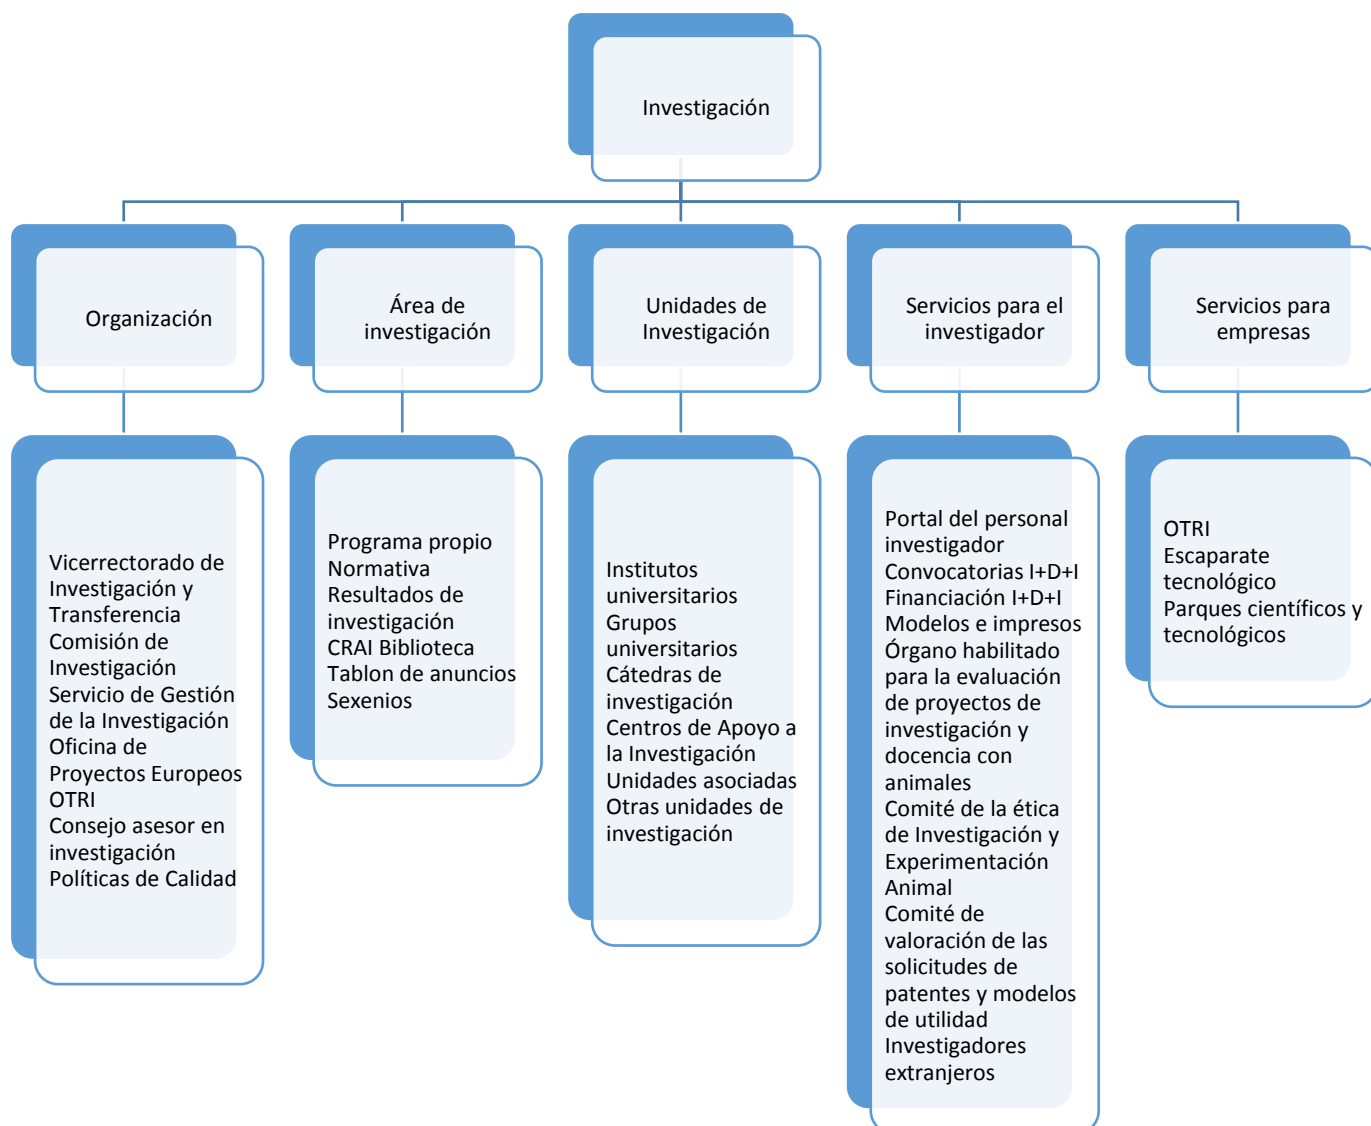 Investigación
Organización
Área de
investigación
Unidades de
Investigación
Servicios para el
investigador
Servicios para
empresas
Vicerrectorado de
Investigación y
Transferencia
Comisión de
Investigación
Servicio de Gestión
de la Investigación
Oficina de
Proyectos Europeos
OTRI
Consejo asesor en
investigación
Políticas de Calidad
Programa propio
Normativa
Resultados de
investigación
CRAI Biblioteca
Tablon de anuncios
Sexenios
Institutos
universitarios
Grupos
universitarios
Cátedras de
investigación
Centros de Apoyo a
la Investigación
Unidades asociadas
Otras unidades de
investigación
Portal del personal
investigador
Convocatorias I+D+I
Financiación I+D+I
Modelos e impresos
Órgano habilitado
para la evaluación
de proyectos de
investigación y
docencia con
animales
Comité de la ética
de Investigación y
Experimentación
Animal
Comité de
valoración de las
solicitudes de
patentes y modelos
de utilidad
Investigadores
extranjeros
OTRI
Escaparate
tecnológico
Parques científicos y
tecnológicos